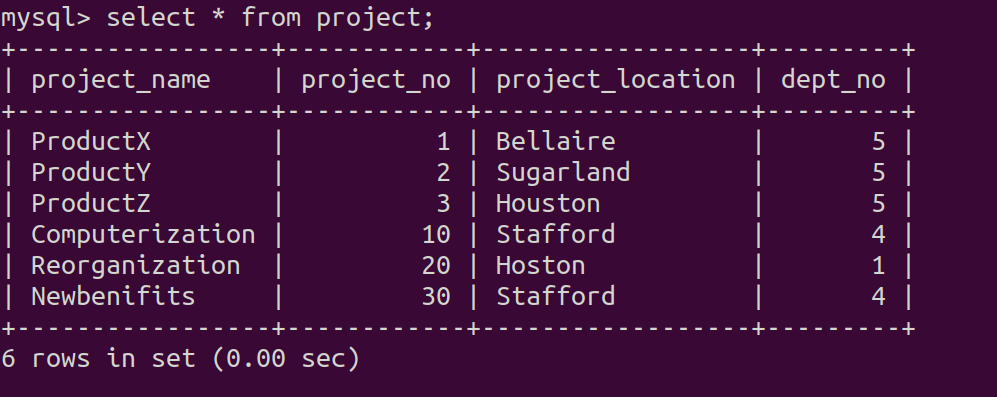 mysql> select * from project;
+-----------------+------------+------------------+---------+
| project_name    | project_no | project_location | dept_no |
+-----------------+------------+------------------+---------+
| ProductX        |          1 | Bellaire         |       5 |
| ProductY        |          2 | Sugarland        |       5 |
| ProductZ        |          3 | Houston          |       5 |
| Computerization |         10 | Stafford         |       4 |
| Reorganization  |         20 | Hoston           |       1 |
| Newbenifits     |         30 | Stafford         |       4 |
+-----------------+------------+------------------+---------+
6 rows in set (0.00 sec)